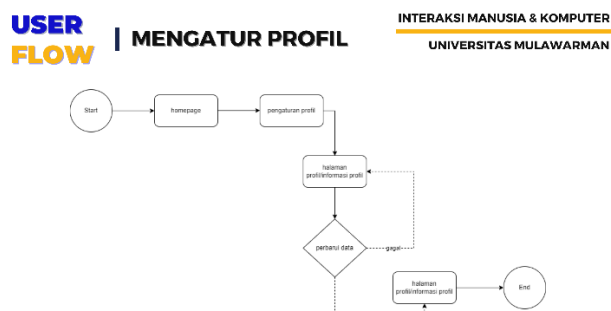 USER
FLOW
MENGATUR PROFIL
INTERAKSI MANUSIA & KOMPUTER
UNIVERSITAS MULAWARMAN
Start
homepage
pengaturan profil
halaman
profil/informasi profil
perbarui data
gagal
halaman
profil/informasi profil
End